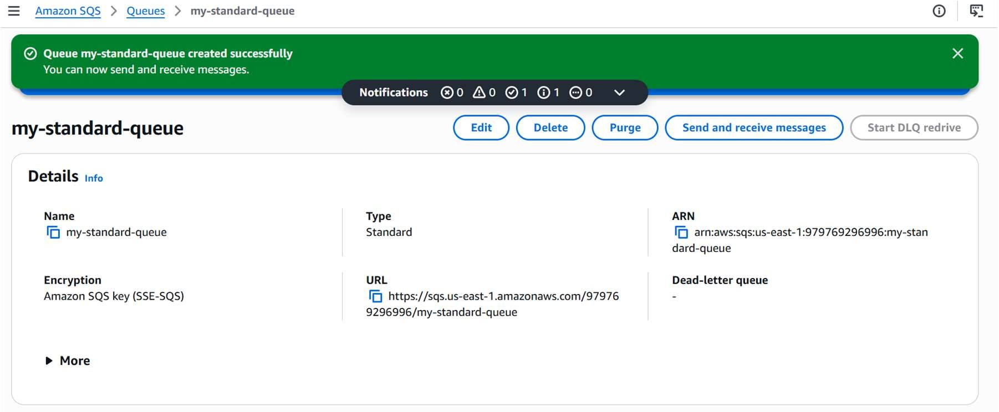 Amazon SQS > Queues > my-standard-queue
Queue my-standard-queue created successfully
You can now send and receive messages.
Notifications 0 0 1 1 0
my-standard-queue
Edit Delete Purge Send and receive messages Start DLQ redrive
Details Info
Name
my-standard-queue
Type
Standard
ARN
arn:aws:sqs:us-east-1:979769296996:my-stan
dard-queue
Encryption
Amazon SQS key (SSE-SQS)
URL
https://sqs.us-east-1.amazonaws.com/97976
9296996/my-standard-queue
Dead-letter queue
-
More